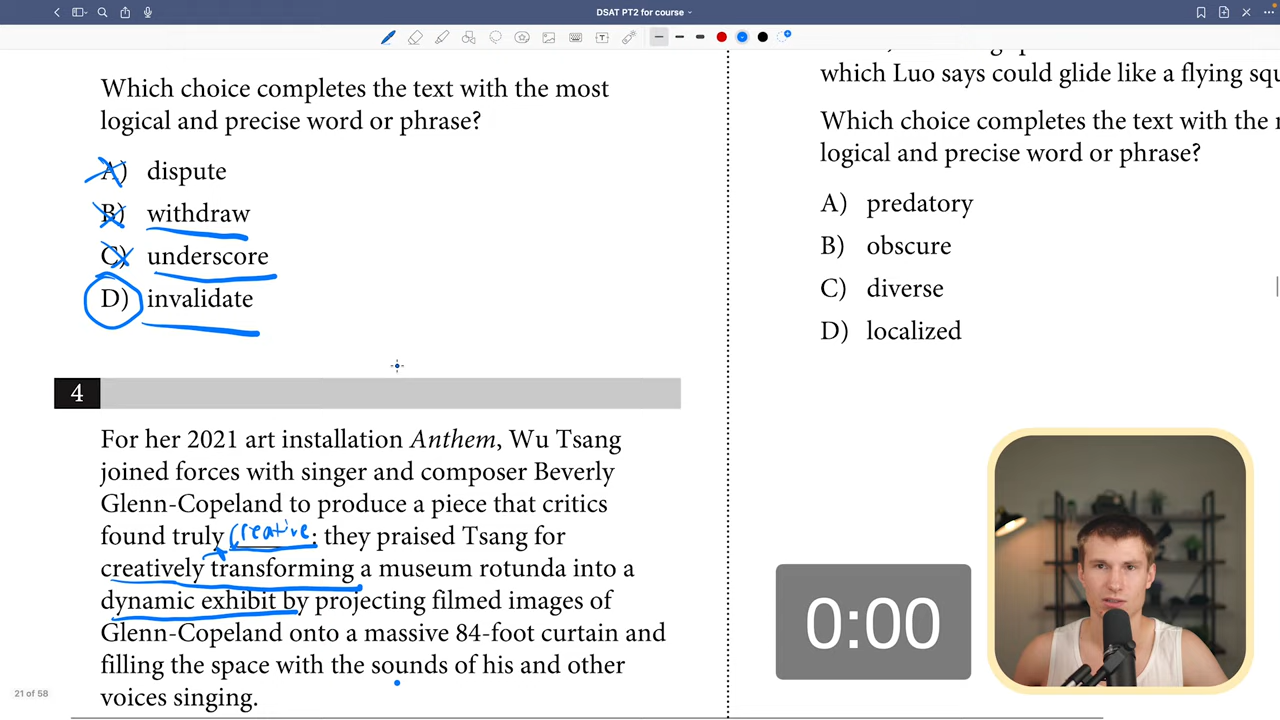 DSAT PT2 for course
Which choice completes the text with the most
logical and precise word or phrase?
A) dispute
B) withdraw
C) underscore
D) invalidate
4
For her 2021 art installation Anthem, Wu Tsang
joined forces with singer and composer Beverly
Glenn-Copeland to produce a piece that critics
found truly creative; they praised Tsang for
creatively transforming a museum rotunda into a
dynamic exhibit by projecting filmed images of
Glenn-Copeland onto a massive 84-foot curtain and
filling the space with the sounds of his and other
voices singing.
21 of 58
which Luo says could glide like a flying squ
Which choice completes the text with the
logical and precise word or phrase?
A) predatory
B) obscure
C) diverse
D) localized
0:00